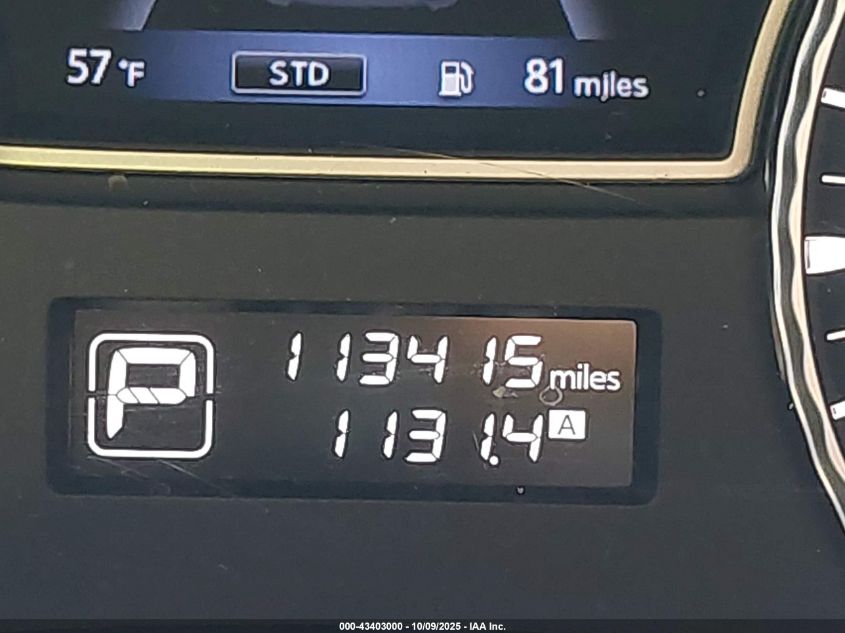 57 °F STD 81 miles
P
113415 miles
1131.4 A
000-43403000 - 10/09/2025 - IAA Inc.